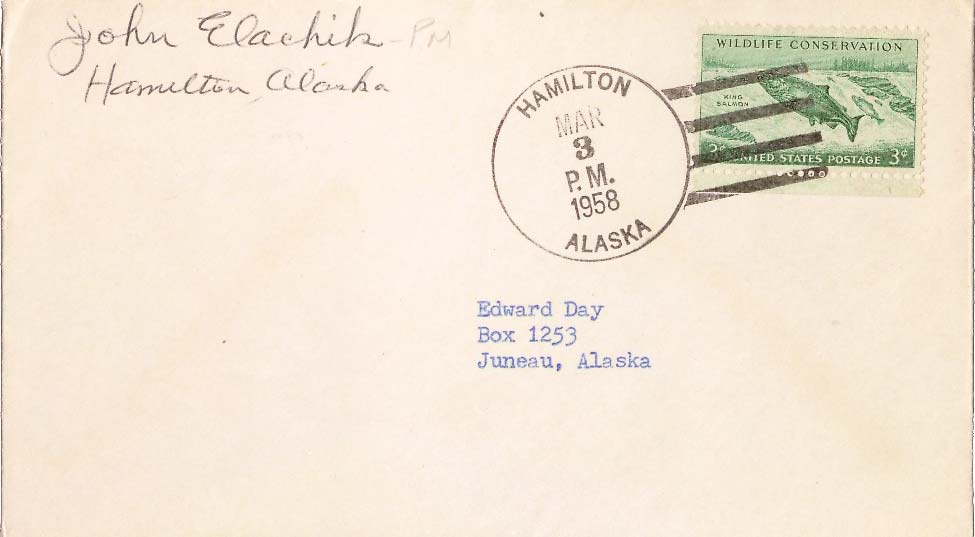 John Elachik - PM
Hamilton, Alaska
HAMILTON
MAR
3
P.M.
1958
ALASKA
WILDLIFE CONSERVATION
KING
SALMON
3¢ UNITED STATES POSTAGE 3¢
Edward Day
Box 1253
Juneau, Alaska